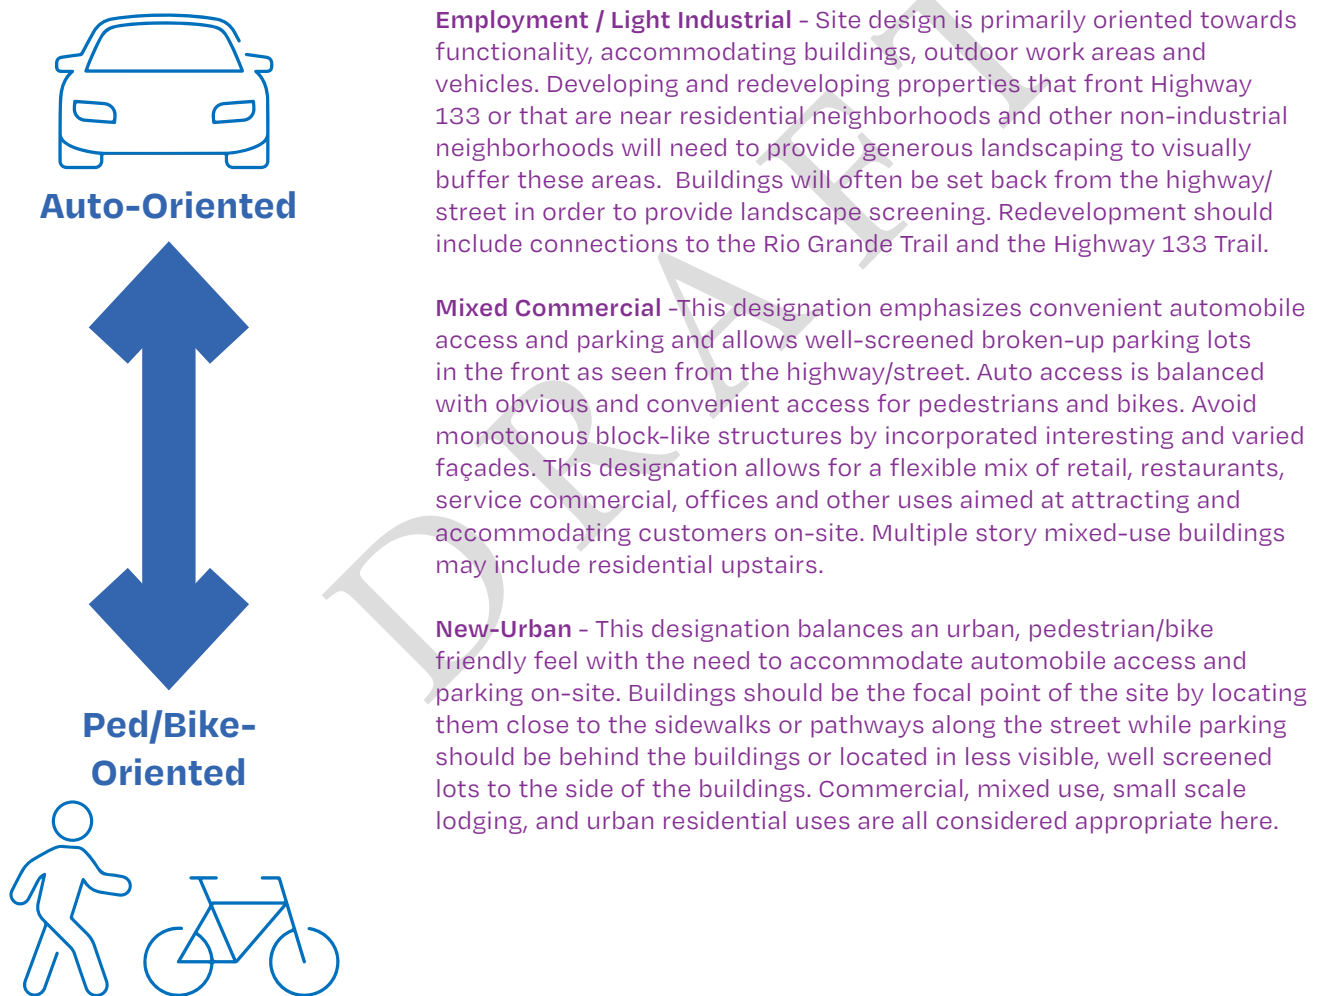 Auto-Oriented
Ped/Bike-
Oriented
Employment / Light Industrial - Site design is primarily oriented towards
functionality, accommodating buildings, outdoor work areas and
vehicles. Developing and redeveloping properties that front Highway
133 or that are near residential neighborhoods and other non-industrial
neighborhoods will need to provide generous landscaping to visually
buffer these areas.  Buildings will often be set back from the highway/
street in order to provide landscape screening. Redevelopment should
include connections to the Rio Grande Trail and the Highway 133 Trail.
Mixed Commercial -This designation emphasizes convenient automobile
access and parking and allows well-screened broken-up parking lots
in the front as seen from the highway/street. Auto access is balanced
with obvious and convenient access for pedestrians and bikes. Avoid
monotonous block-like structures by incorporated interesting and varied
façades. This designation allows for a flexible mix of retail, restaurants,
service commercial, offices and other uses aimed at attracting and
accommodating customers on-site. Multiple story mixed-use buildings
may include residential upstairs.
New-Urban - This designation balances an urban, pedestrian/bike
friendly feel with the need to accommodate automobile access and
parking on-site. Buildings should be the focal point of the site by locating
them close to the sidewalks or pathways along the street while parking
should be behind the buildings or located in less visible, well screened
lots to the side of the buildings. Commercial, mixed use, small scale
lodging, and urban residential uses are all considered appropriate here.
DRAFT